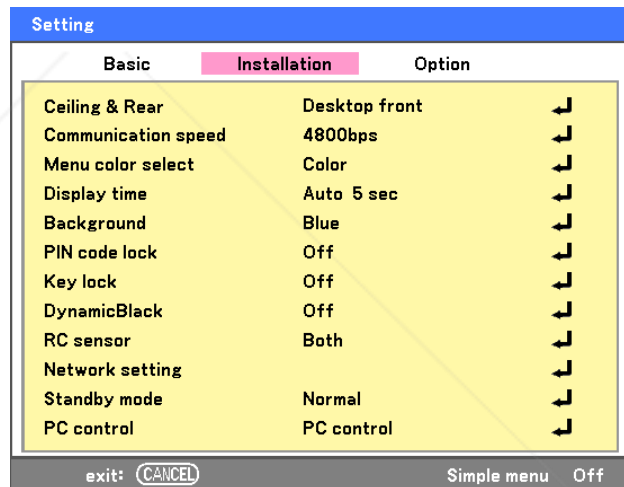 Setting
Basic Installation Option
Ceiling & Rear Desktop front
Communication speed 4800bps
Menu color select Color
Display time Auto 5 sec
Background Blue
PIN code lock Off
Key lock Off
DynamicBlack Off
RC sensor Both
Network setting
Standby mode Normal
PC control PC control
exit: CANCEL Simple menu Off